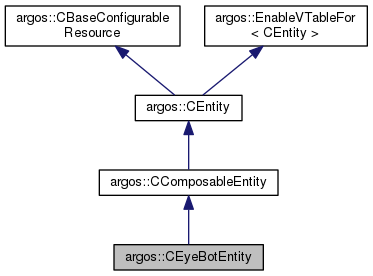 argos::CBaseConfigurable
Resource
argos::EnableVTableFor
< CEntity >
argos::CEntity
argos::CComposableEntity
argos::CEyeBotEntity